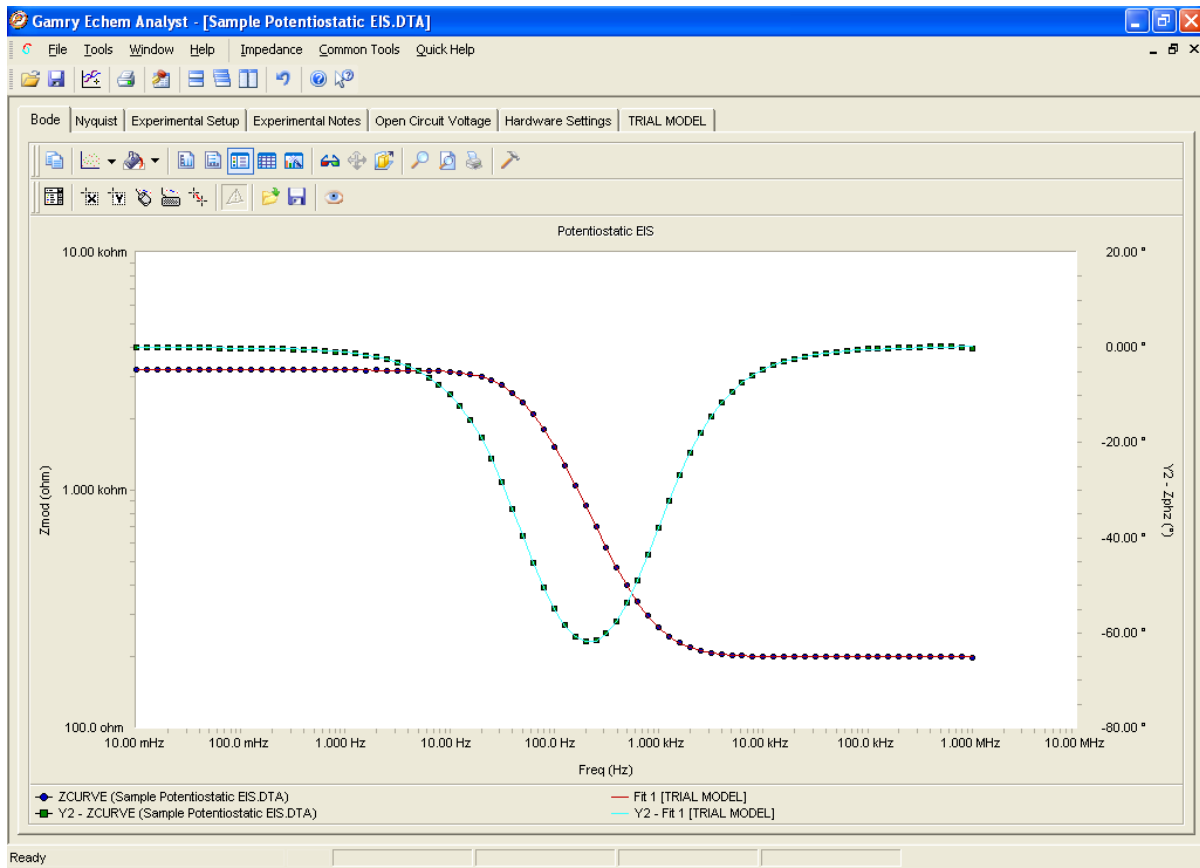 Gamry Echem Analyst - [Sample Potentiostatic EIS.DTA]
File Tools Window Help Impedance Common Tools Quick Help
Bode Nyquist Experimental Setup Experimental Notes Open Circuit Voltage Hardware Settings TRIAL MODEL
Potentiostatic EIS
10.00 kohm 20.00 °
0.000 °
-20.00 °
Zmod (ohm)
1.000 kohm
Y2 - Zphz (°)
-40.00 °
-60.00 °
100.0 ohm -80.00 °
10.00 mHz 100.0 mHz 1.000 Hz 10.00 Hz 100.0 Hz 1.000 kHz 10.00 kHz 100.0 kHz 1.000 MHz 10.00 MHz
Freq (Hz)
ZCURVE (Sample Potentiostatic EIS.DTA) Fit 1 [TRIAL MODEL]
Y2 - ZCURVE (Sample Potentiostatic EIS.DTA) Y2 - Fit 1 [TRIAL MODEL]
Ready